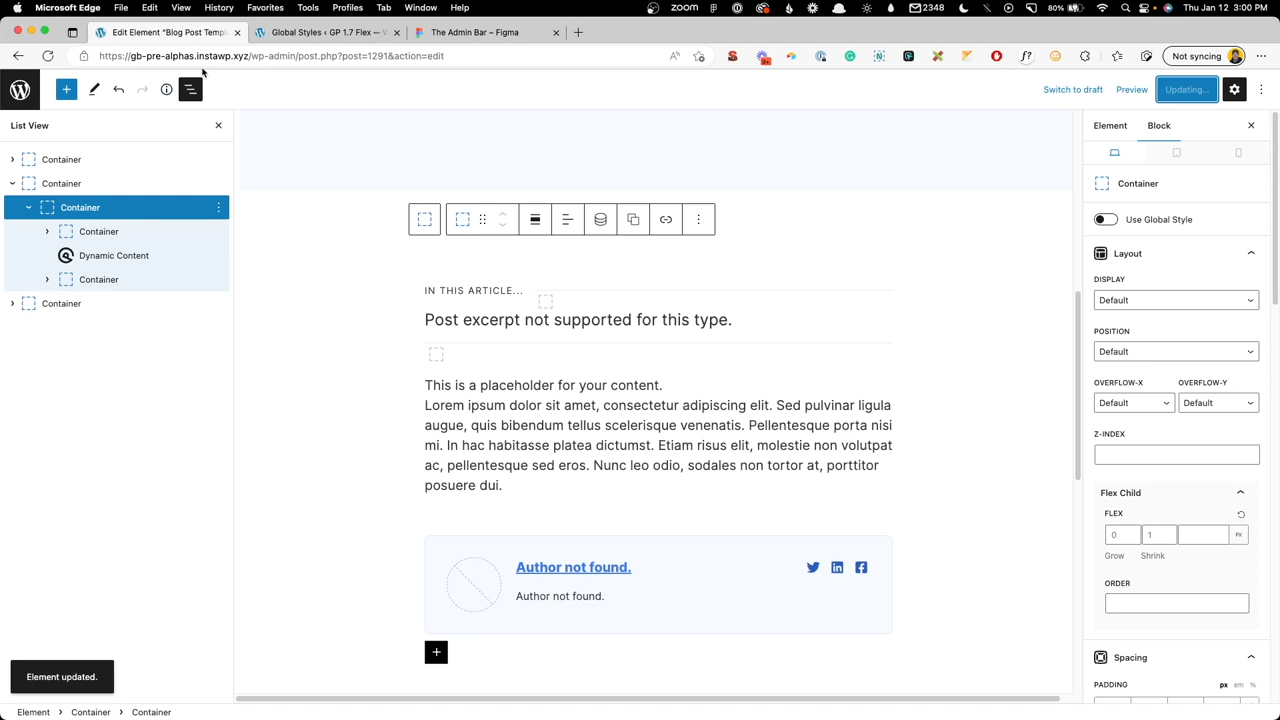 Microsoft Edge File Edit View History Favorites Tools Profiles Tab Window Help
zoom 2348 80% Thu Jan 12 3:00 PM
Edit Element “Blog Post Templ Global Styles ‹ GP 1.7 Flex — The Admin Bar – Figma
https://gb-pre-alphas.instawp.xyz/wp-admin/post.php?post=1291&action=edit
Not syncing
Switch to draft Preview Updating...
List View
Element Block
Container
Container
Container
Container
Dynamic Content
Container
Container
Container
Use Global Style
Layout
DISPLAY
Default
POSITION
Default
OVERFLOW-X OVERFLOW-Y
Default Default
Z-INDEX
Flex Child
FLEX
0 1 PX
Grow Shrink
ORDER
Spacing
PADDING px em %
IN THIS ARTICLE...
Post excerpt not supported for this type.
This is a placeholder for your content.
Lorem ipsum dolor sit amet, consectetur adipiscing elit. Sed pulvinar ligula
augue, quis bibendum tellus scelerisque venenatis. Pellentesque porta nisi
mi. In hac habitasse platea dictumst. Etiam risus elit, molestie non volutpat
ac, pellentesque sed eros. Nunc leo odio, sodales non tortor at, porttitor
posuere dui.
Author not found.
Author not found.
Element updated.
Element > Container > Container